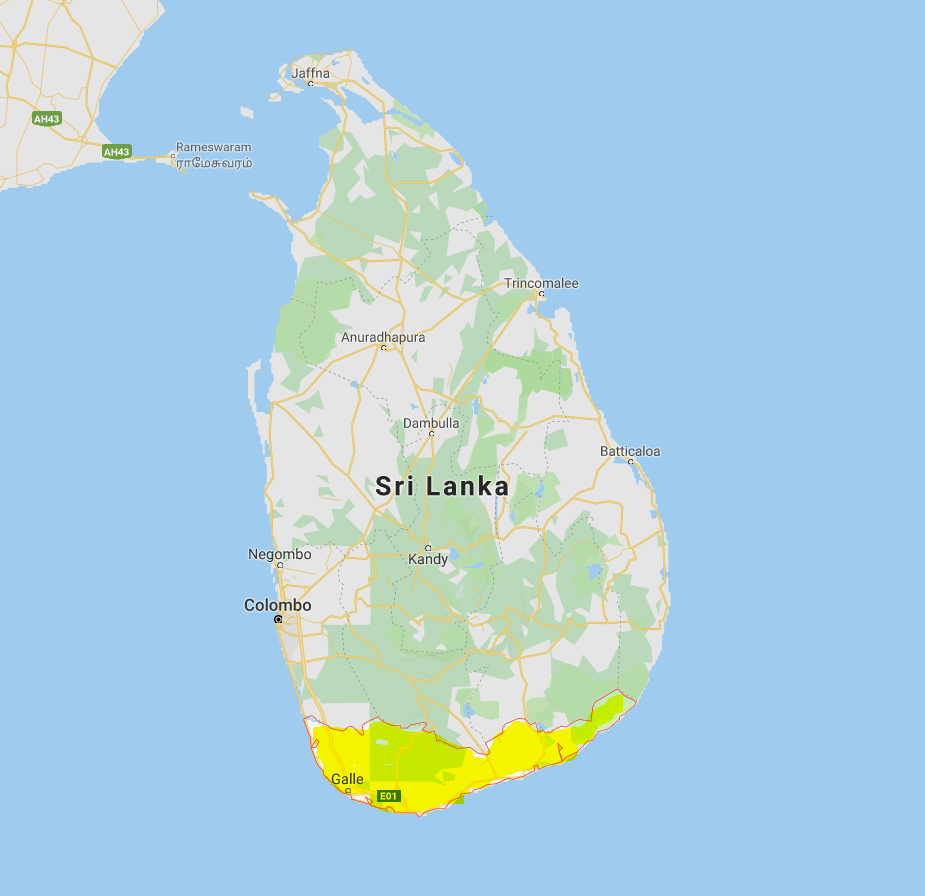 Jaffna
AH43
AH43
Rameswaram
ராமேசுவரம்
Trincomalee
Anuradhapura
Dambulla
Batticaloa
Sri Lanka
Negombo
Kandy
Colombo
Galle
E01